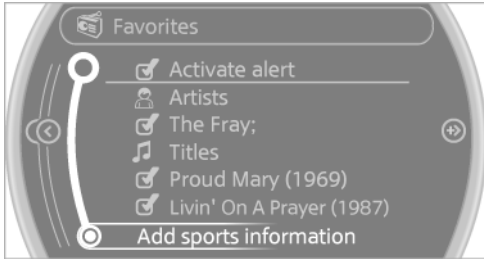 Favorites
Activate alert
Artists
The Fray;
Titles
Proud Mary (1969)
Livin' On A Prayer (1987)
Add sports information